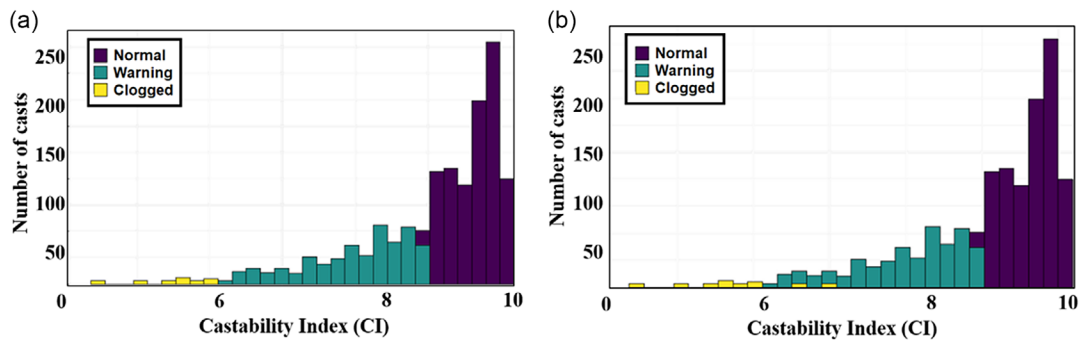 (a)
Normal
Warning
Clogged
250
200
150
100
50
Number of casts
0 6 8 10
Castability Index (CI)
(b)
Normal
Warning
Clogged
250
200
150
100
50
Number of casts
0 6 8 10
Castability Index (CI)